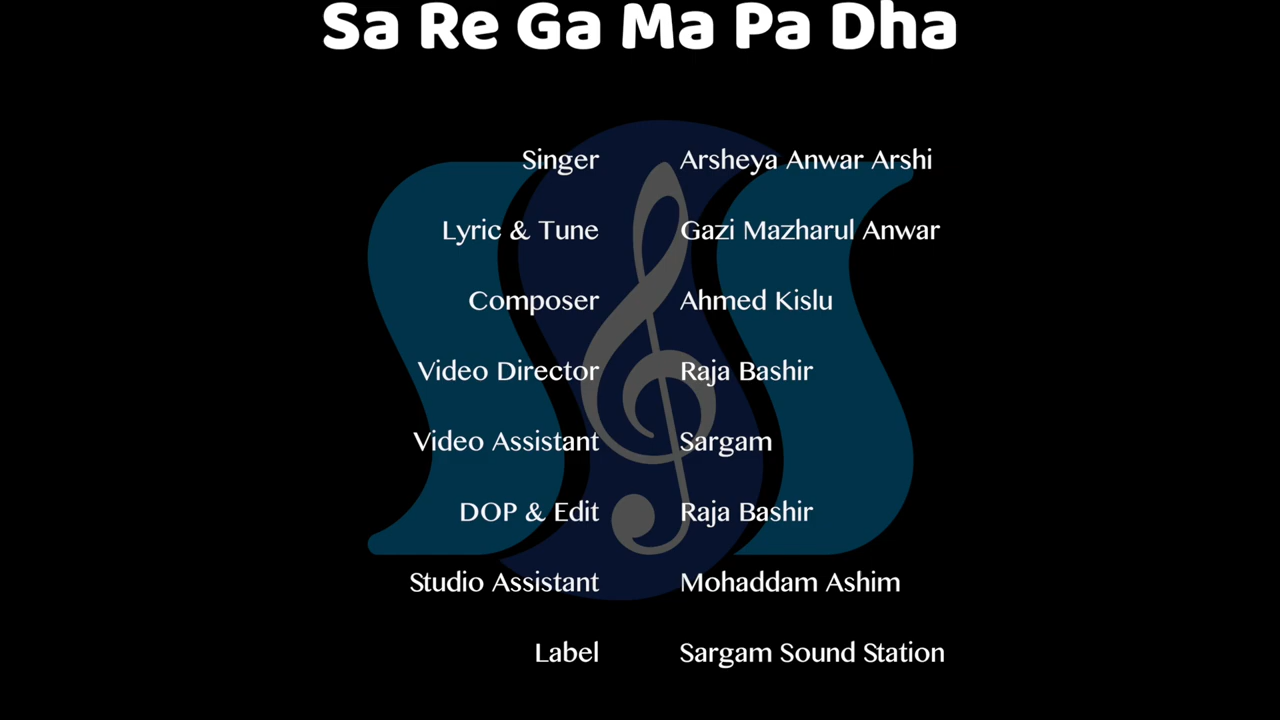 Sa Re Ga Ma Pa Dha
Singer Arsheya Anwar Arshi
Lyric & Tune Gazi Mazharul Anwar
Composer Ahmed Kislu
Video Director Raja Bashir
Video Assistant Sargam
DOP & Edit Raja Bashir
Studio Assistant Mohaddam Ashim
Label Sargam Sound Station